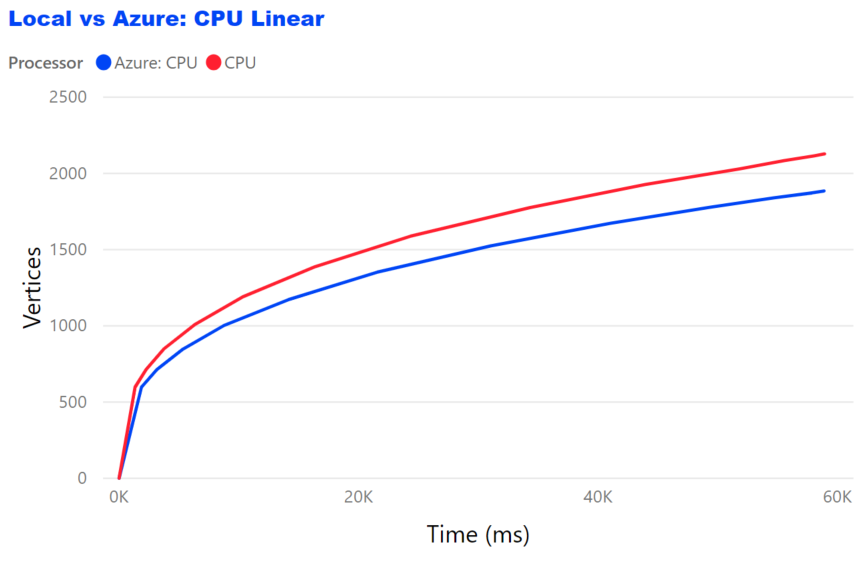 Local vs Azure: CPU Linear
Processor Azure: CPU CPU
2500
2000
1500
1000
500
0
Vertices
0K 20K 40K 60K
Time (ms)